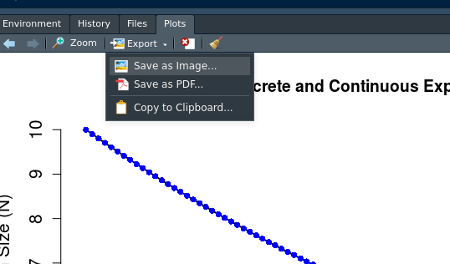 Environment History Files Plots
Zoom Export
Save as Image...
Save as PDF...
Copy to Clipboard...
crete and Continuous Exp
10
9
8
7
Size (N)